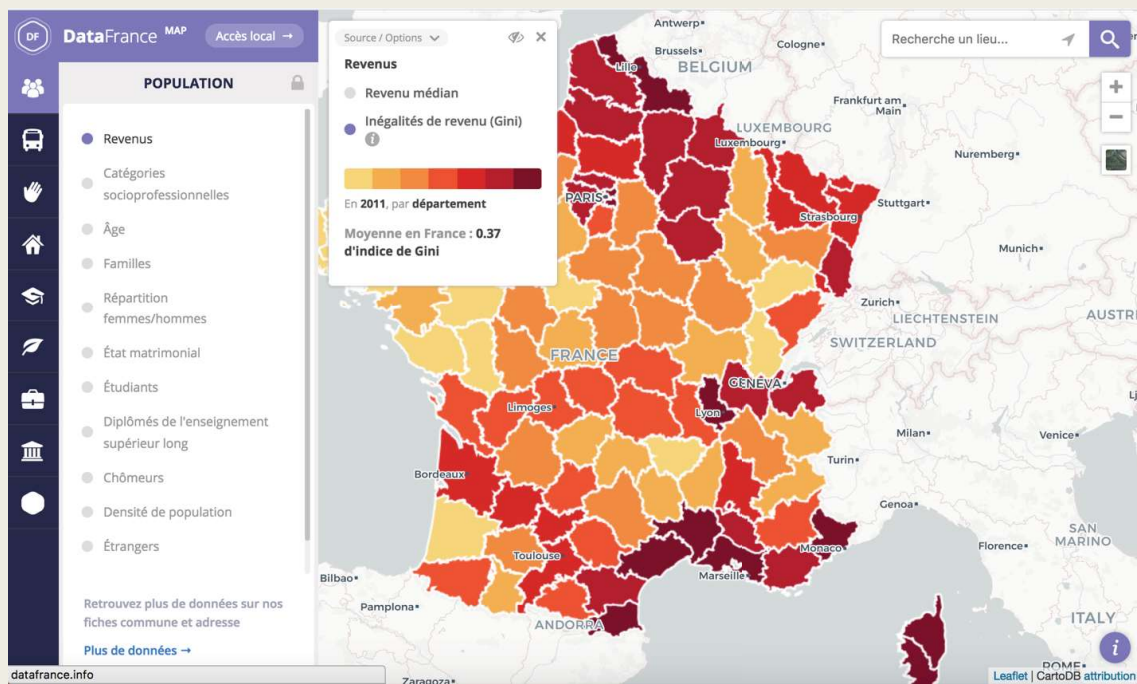 DF
DataFrance MAP
Accès local →
POPULATION
Revenus
Catégories
socioprofessionnelles
Âge
Familles
Répartition
femmes/hommes
État matrimonial
Étudiants
Diplômés de l'enseignement
supérieur long
Chômeurs
Densité de population
Étrangers
Retrouvez plus de données sur nos
fiches commune et adresse
Plus de données →
datafrance.info
Source / Options
Revenus
Revenu médian
Inégalités de revenu (Gini)
i
En 2011, par département
Moyenne en France : 0.37
d'indice de Gini
Recherche un lieu...
+
−
Antwerp
Brussels
Cologne
Lille
BELGIUM
Frankfurt am
Main
LUXEMBOURG
Luxembourg
Nuremberg
PARIS
Strasbourg
Stuttgart
Munich
Zurich
LIECHTENSTEIN
AUSTRI
SWITZERLAND
FRANCE
GENÈVA
Limoges
Lyon
Milan
Venice
Turin
Bordeaux
Genoa
SAN
MARINO
Toulouse
Monaco
Florence
Marseille
Bilbao
Pamplona
ANDORRA
ITALY
i
ROME
Zaragoza
Leaflet | CartoDB attribution